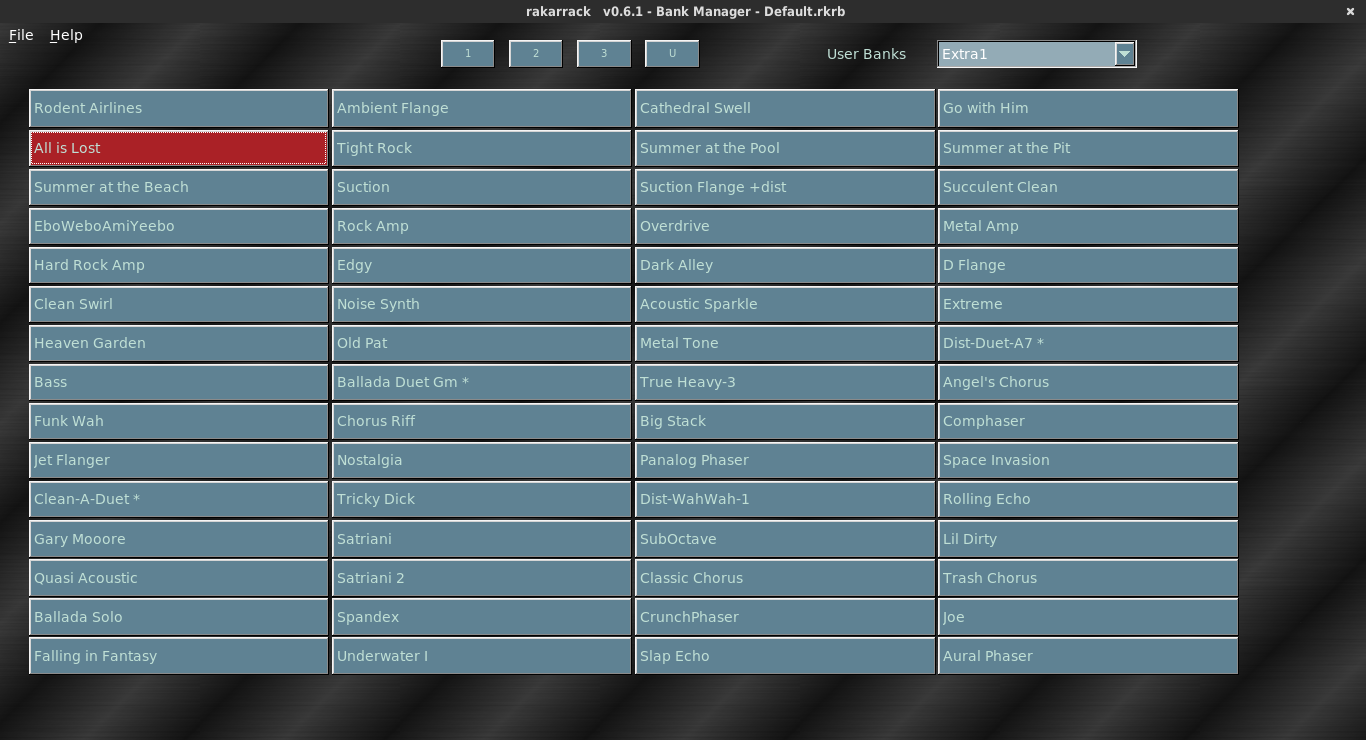 rakarrack   v0.6.1 - Bank Manager - Default.rkrb
File Help
1 2 3 U User Banks Extra1
Rodent Airlines Ambient Flange Cathedral Swell Go with Him
All is Lost Tight Rock Summer at the Pool Summer at the Pit
Summer at the Beach Suction Suction Flange +dist Succulent Clean
EboWeboAmiYeebo Rock Amp Overdrive Metal Amp
Hard Rock Amp Edgy Dark Alley D Flange
Clean Swirl Noise Synth Acoustic Sparkle Extreme
Heaven Garden Old Pat Metal Tone Dist-Duet-A7 *
Bass Ballada Duet Gm * True Heavy-3 Angel's Chorus
Funk Wah Chorus Riff Big Stack Comphaser
Jet Flanger Nostalgia Panalog Phaser Space Invasion
Clean-A-Duet * Tricky Dick Dist-WahWah-1 Rolling Echo
Gary Mooore Satriani SubOctave Lil Dirty
Quasi Acoustic Satriani 2 Classic Chorus Trash Chorus
Ballada Solo Spandex CrunchPhaser Joe
Falling in Fantasy Underwater I Slap Echo Aural Phaser